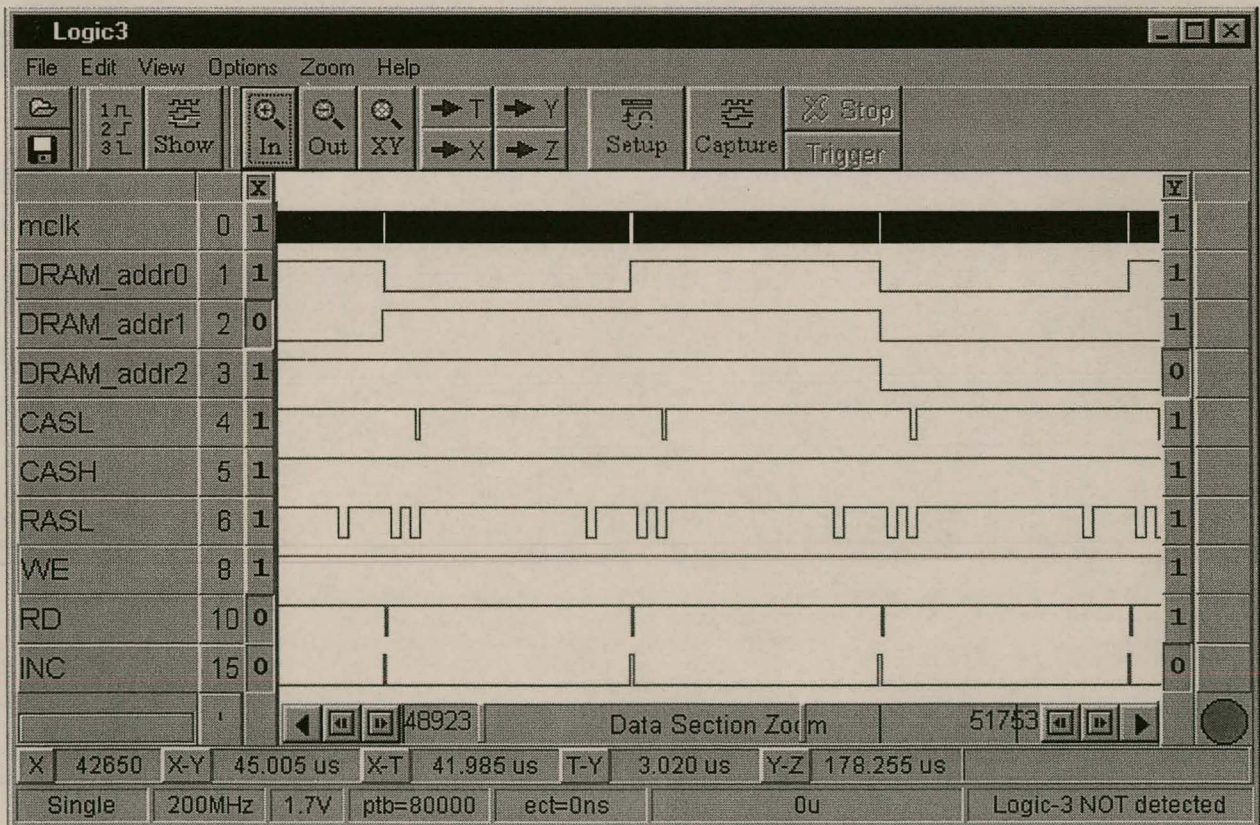 Logic3
File Edit View Options Zoom Help
1
2
3
Show
In
Out
XY
T
Y
X
Z
Setup
Capture
Stop
Trigger
X
Y
mclk 0 1 1
DRAM_addr0 1 1 1
DRAM_addr1 2 0 1
DRAM_addr2 3 1 0
CASL 4 1 1
CASH 5 1 1
RASL 6 1 1
WE 8 1 1
RD 10 0 1
INC 15 0 0
48923 Data Section Zoom 51753
X 42650 X-Y 45.005 us X-T 41.985 us T-Y 3.020 us Y-Z 178.255 us
Single 200MHz 1.7V ptb=80000 ect=0ns 0u Logic-3 NOT detected